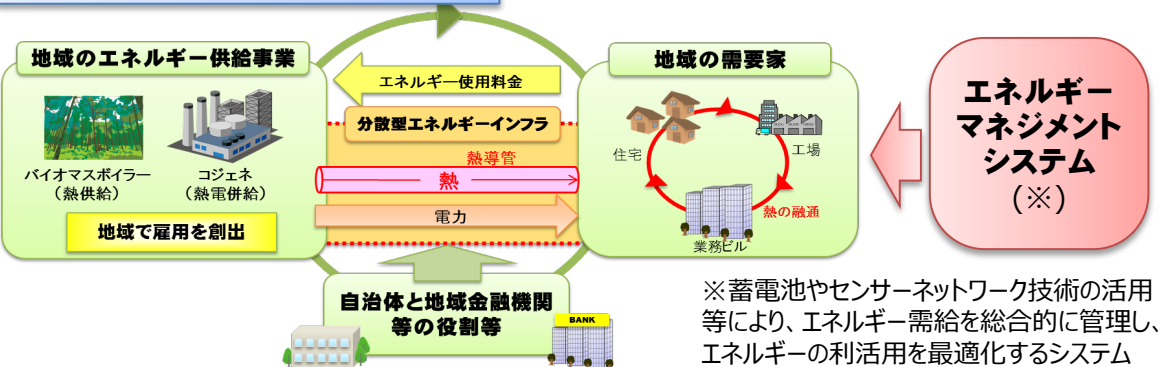 地域のエネルギー供給事業
バイオマスボイラー
（熱供給）
コジェネ
（熱電併給）
地域で雇用を創出
エネルギー使用料金
分散型エネルギーインフラ
熱導管
熱
電力
地域の需要家
住宅
工場
熱の融通
業務ビル
自治体と地域金融機関
等の役割等
BANK
エネルギー
マネジメント
システム
（※）
※蓄電池やセンサーネットワーク技術の活用
等により、エネルギー需給を総合的に管理し、
エネルギーの利活用を最適化するシステム